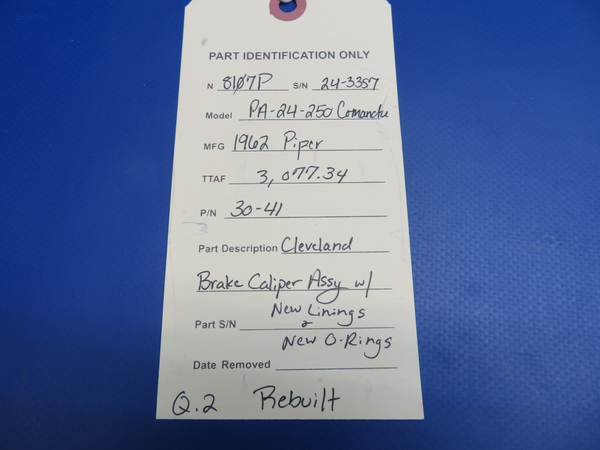 PART IDENTIFICATION ONLY
N 8107P S/N 24-3357
Model PA-24-250 Comanche
MFG 1962 Piper
TTAF 3,077.34
P/N 30-41
Part Description Cleveland
Brake Caliper Assy w/
New Linings
Part S/N &
New O-Rings
Date Removed
Q.2 Rebuilt